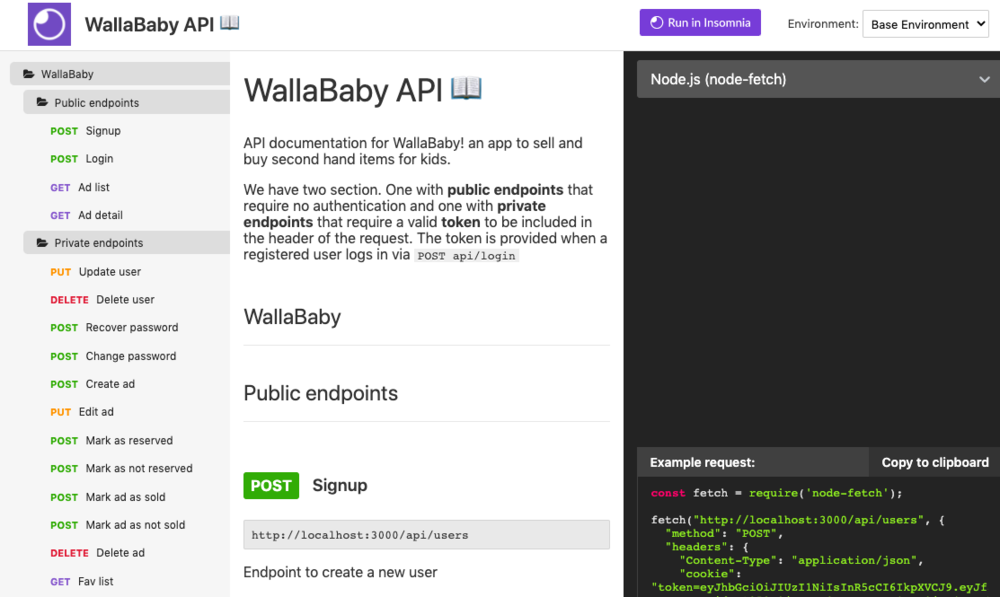 WallaBaby API 📖
Run in Insomnia
Environment:
Base Environment
WallaBaby
Public endpoints
POST Signup
POST Login
GET Ad list
GET Ad detail
Private endpoints
PUT Update user
DELETE Delete user
POST Recover password
POST Change password
POST Create ad
PUT Edit ad
POST Mark as reserved
POST Mark as not reserved
POST Mark ad as sold
POST Mark ad as not sold
DELETE Delete ad
GET Fav list
WallaBaby API 📖
API documentation for WallaBaby! an app to sell and
buy second hand items for kids.
We have two section. One with public endpoints that
require no authentication and one with private
endpoints that require a valid token to be included in
the header of the request. The token is provided when a
registered user logs in via POST api/login
WallaBaby
Public endpoints
POST Signup
http://localhost:3000/api/users
Endpoint to create a new user
Node.js (node-fetch)
Example request:
Copy to clipboard
const fetch = require('node-fetch');
fetch("http://localhost:3000/api/users", {
"method": "POST",
"headers": {
"Content-Type": "application/json",
"cookie":
"token=eyJhbGciOiJIUzI1NiIsInR5cCI6IkpXVCJ9.eyJf